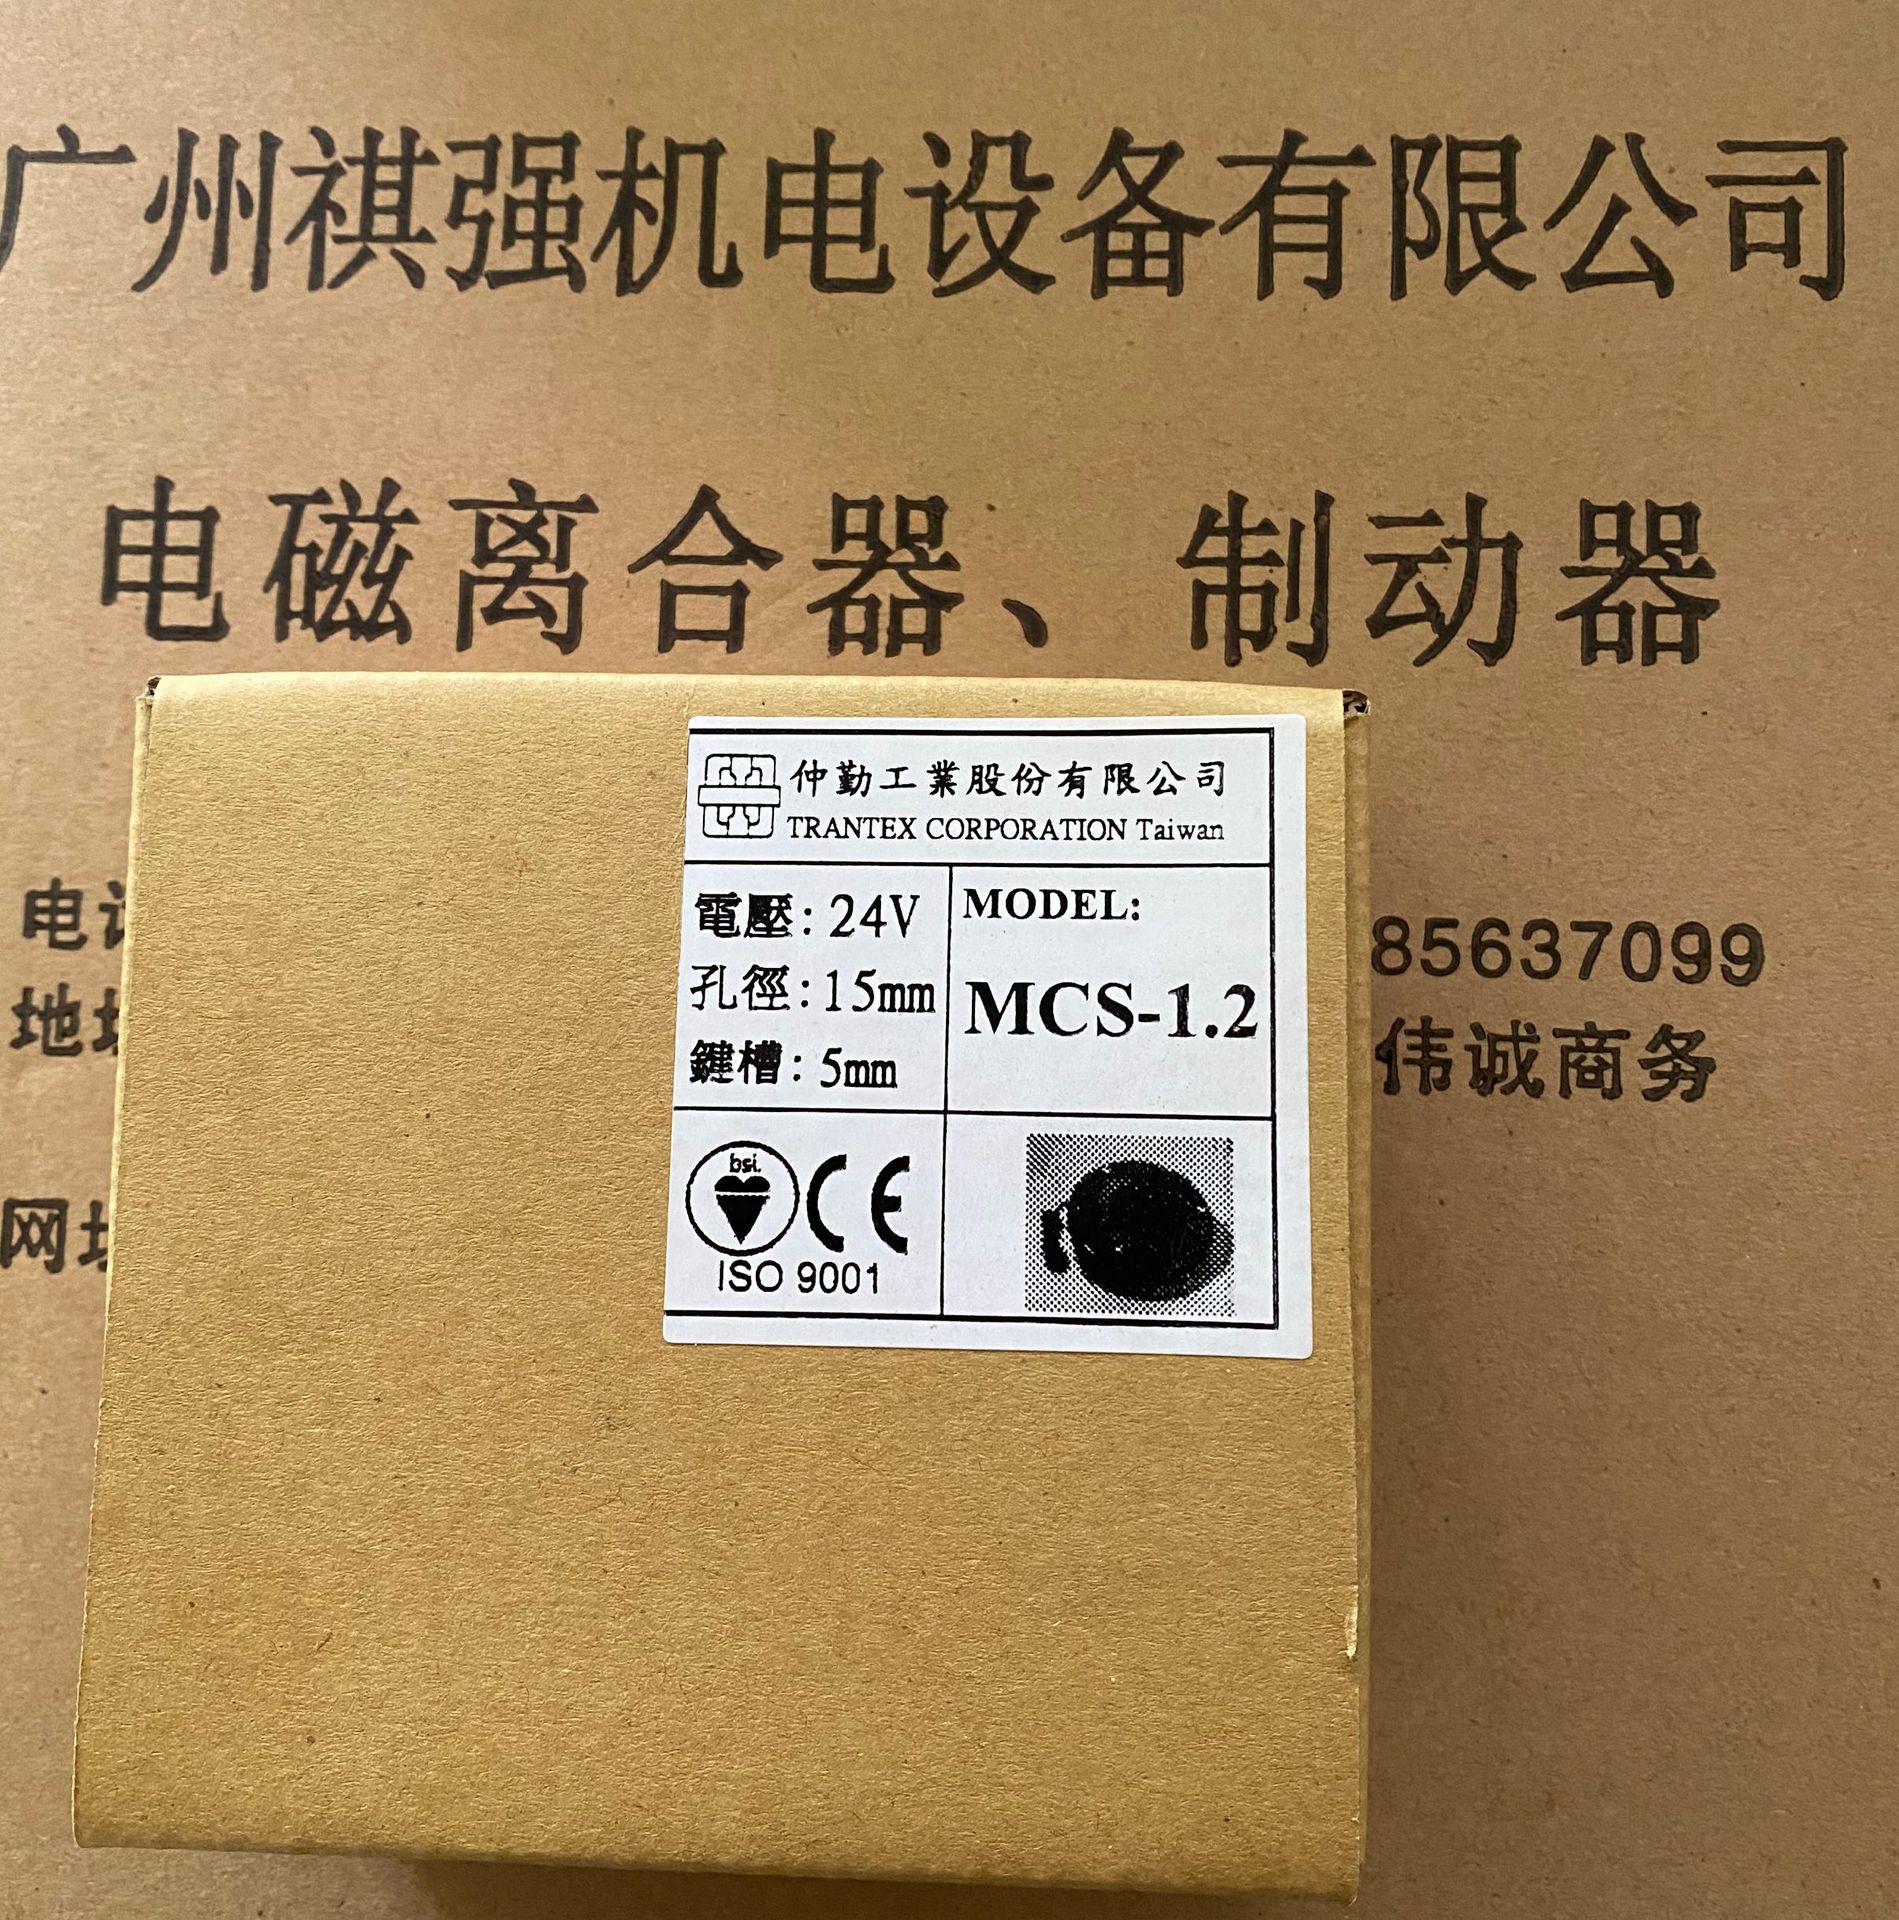 广州祺强机电设备有限公司
电磁离合器、制动器
仲勤工業股份有限公司
TRANTEX CORPORATION Taiwan
電壓: 24V
孔徑: 15mm
鍵槽: 5mm
MODEL:
MCS-1.2
bsi.
CE
ISO 9001
电
85637099
地
伟诚商务
网